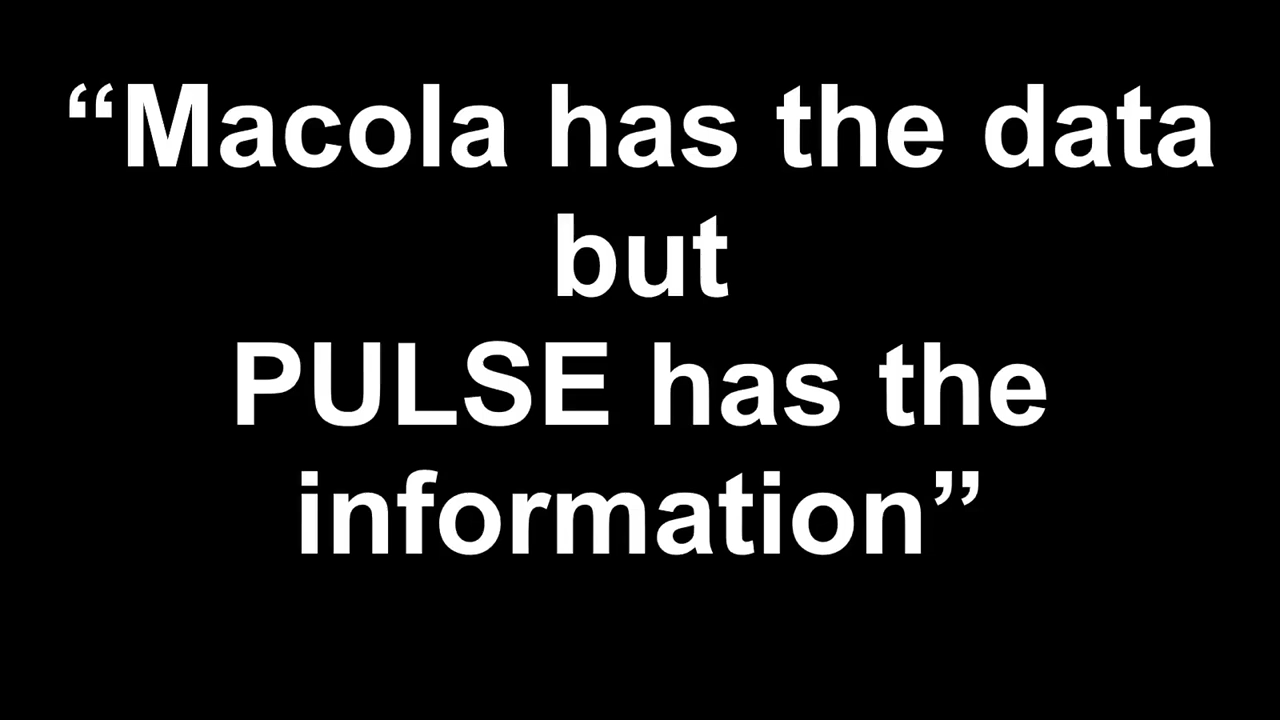 “Macola has the data
but
PULSE has the
information”